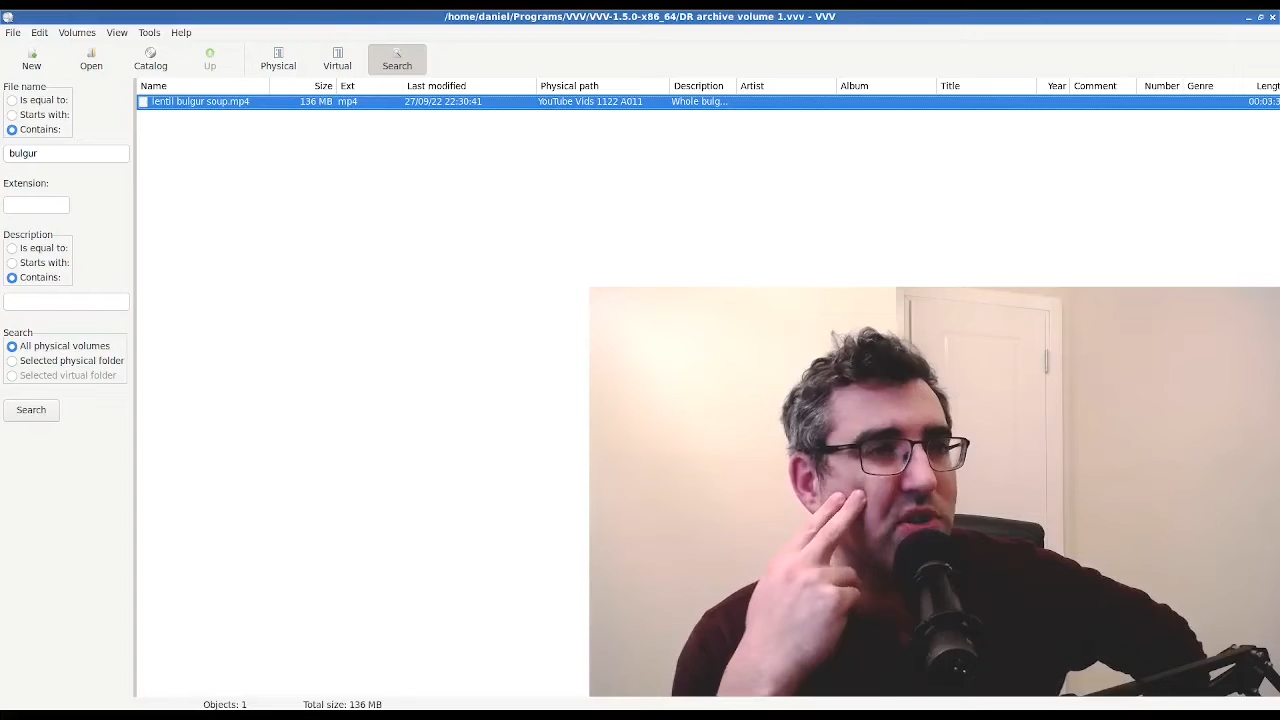 /home/daniel/Programs/VVV/VVV-1.5.0-x86_64/DR archive volume 1.vvv - VVV
File Edit Volumes View Tools Help
New Open Catalog Up Physical Virtual Search
File name
Is equal to:
Starts with:
Contains:
bulgur
Extension:
Description
Is equal to:
Starts with:
Contains:
Search
All physical volumes
Selected physical folder
Selected virtual folder
Search
Name Size Ext Last modified Physical path Description Artist Album Title Year Comment Number Genre Lengt
lentil bulgur soup.mp4 136 MB mp4 27/09/22 22:30:41 YouTube Vids 1122 A011 Whole bulg... 00:03:3
Objects: 1 Total size: 136 MB